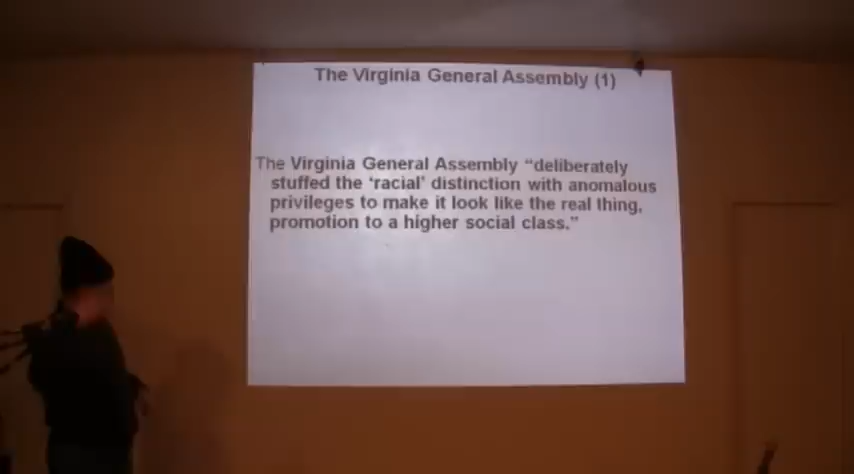 The Virginia General Assembly (1)
The Virginia General Assembly “deliberately
stuffed the ‘racial’ distinction with anomalous
privileges to make it look like the real thing,
promotion to a higher social class.”